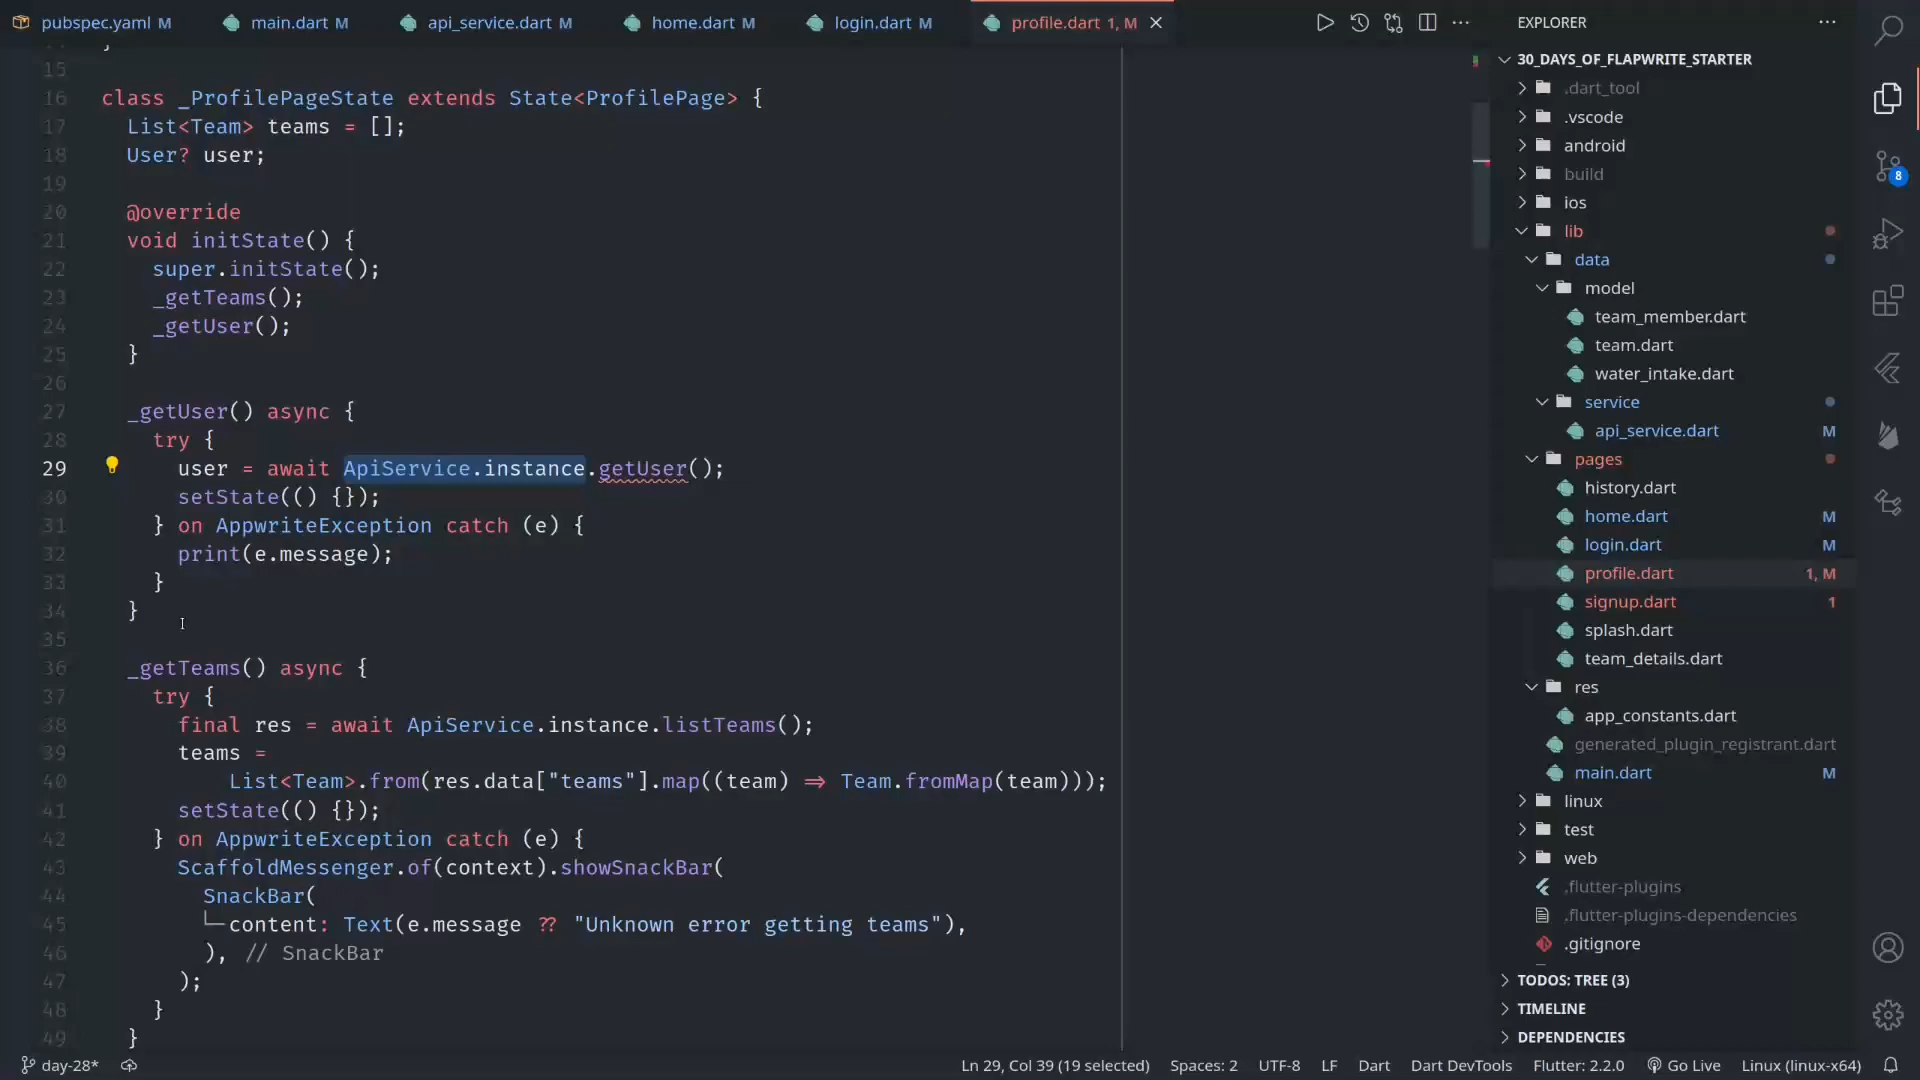 pubspec.yaml M main.dart M api_service.dart M home.dart M login.dart M profile.dart 1, M
15
16 class _ProfilePageState extends State<ProfilePage> {
17 List<Team> teams = [];
18 User? user;
19
20 @override
21 void initState() {
22 super.initState();
23 _getTeams();
24 _getUser();
25 }
26
27 _getUser() async {
28 try {
29 user = await ApiService.instance.getUser();
30 setState(() {});
31 } on AppwriteException catch (e) {
32 print(e.message);
33 }
34 }
35
36 _getTeams() async {
37 try {
38 final res = await ApiService.instance.listTeams();
39 teams =
40 List<Team>.from(res.data["teams"].map((team) => Team.fromMap(team)));
41 setState(() {});
42 } on AppwriteException catch (e) {
43 ScaffoldMessenger.of(context).showSnackBar(
44 SnackBar(
45 content: Text(e.message ?? "Unknown error getting teams"),
46 ), // SnackBar
47 );
48 }
49 }
EXPLORER
30_DAYS_OF_FLAPWRITE_STARTER
.dart_tool
.vscode
android
build
ios
lib
data
model
team_member.dart
team.dart
water_intake.dart
service
api_service.dart M
pages
history.dart
home.dart M
login.dart M
profile.dart 1, M
signup.dart 1
splash.dart
team_details.dart
res
app_constants.dart
generated_plugin_registrant.dart
main.dart M
linux
test
web
.flutter-plugins
.flutter-plugins-dependencies
.gitignore
TODOS: TREE (3)
TIMELINE
DEPENDENCIES
8
day-28* Ln 29, Col 39 (19 selected) Spaces: 2 UTF-8 LF Dart Dart DevTools Flutter: 2.2.0 Go Live Linux (linux-x64)